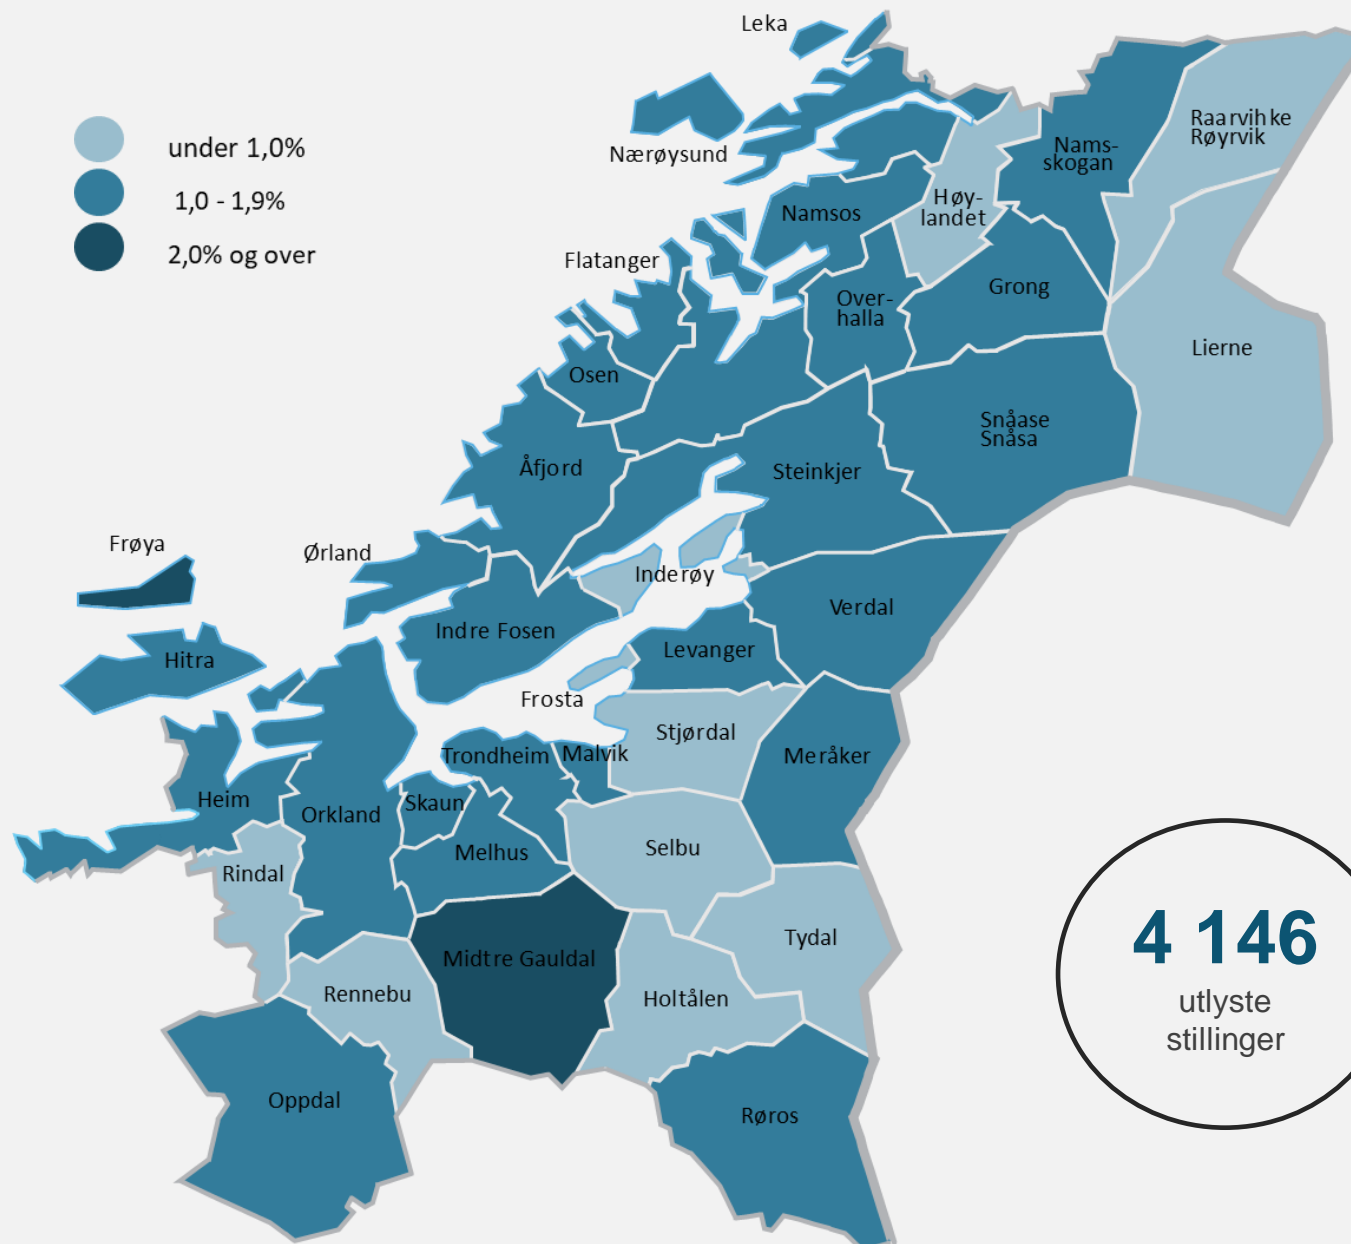 Leka
under 1,0%
1,0 - 1,9%
2,0% og over
Nærøysund
Raarvihke
Røyrvik
Nams-
skogan
Høy-
landet
Namsos
Flatanger
Over-
halla
Grong
Lierne
Osen
Snåase
Snåsa
Åfjord
Steinkjer
Frøya
Ørland
Inderøy
Verdal
Indre Fosen
Hitra
Levanger
Frosta
Stjørdal
Trondheim
Malvik
Meråker
Heim
Skaun
Orkland
Melhus
Selbu
Rindal
Tydal
Midtre Gauldal
Rennebu
Holtålen
Oppdal
Røros
4 146
utlyste
stillinger